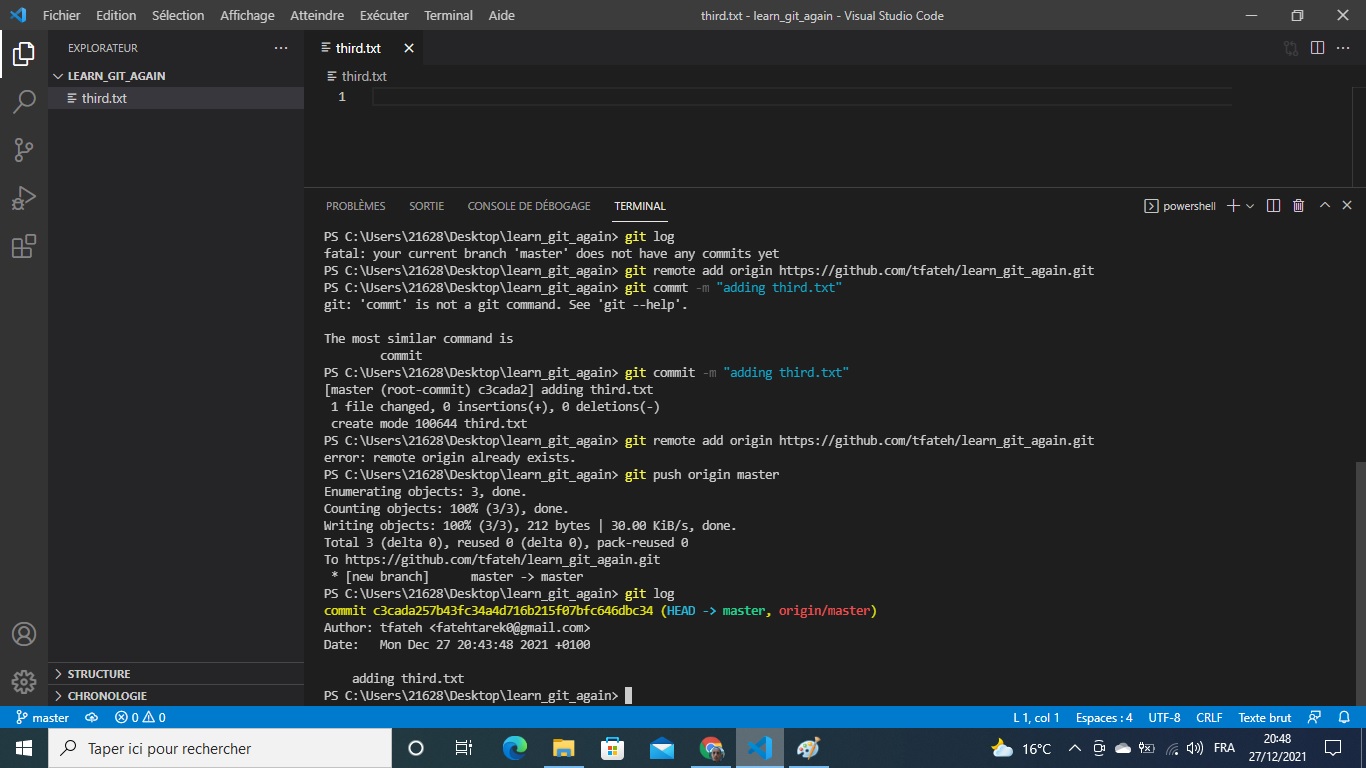 Fichier Edition Sélection Affichage Atteindre Exécuter Terminal Aide third.txt - learn_git_again - Visual Studio Code
EXPLORATEUR
LEARN_GIT_AGAIN
third.txt
third.txt
third.txt
1
PROBLÈMES SORTIE CONSOLE DE DÉBOGAGE TERMINAL powershell
PS C:\Users\21628\Desktop\learn_git_again> git log
fatal: your current branch 'master' does not have any commits yet
PS C:\Users\21628\Desktop\learn_git_again> git remote add origin https://github.com/tfateh/learn_git_again.git
PS C:\Users\21628\Desktop\learn_git_again> git commt -m "adding third.txt"
git: 'commt' is not a git command. See 'git --help'.
The most similar command is
commit
PS C:\Users\21628\Desktop\learn_git_again> git commit -m "adding third.txt"
[master (root-commit) c3cada2] adding third.txt
1 file changed, 0 insertions(+), 0 deletions(-)
create mode 100644 third.txt
PS C:\Users\21628\Desktop\learn_git_again> git remote add origin https://github.com/tfateh/learn_git_again.git
error: remote origin already exists.
PS C:\Users\21628\Desktop\learn_git_again> git push origin master
Enumerating objects: 3, done.
Counting objects: 100% (3/3), done.
Writing objects: 100% (3/3), 212 bytes | 30.00 KiB/s, done.
Total 3 (delta 0), reused 0 (delta 0), pack-reused 0
To https://github.com/tfateh/learn_git_again.git
* [new branch] master -> master
PS C:\Users\21628\Desktop\learn_git_again> git log
commit c3cada257b43fc34a4d716b215f07bfc646dbc34 (HEAD -> master, origin/master)
Author: tfateh <fatehtarek0@gmail.com>
Date: Mon Dec 27 20:43:48 2021 +0100
adding third.txt
PS C:\Users\21628\Desktop\learn_git_again>
STRUCTURE
CHRONOLOGIE
master 0 0 L 1, col 1 Espaces : 4 UTF-8 CRLF Texte brut
Taper ici pour rechercher 16°C FRA 20:48
27/12/2021